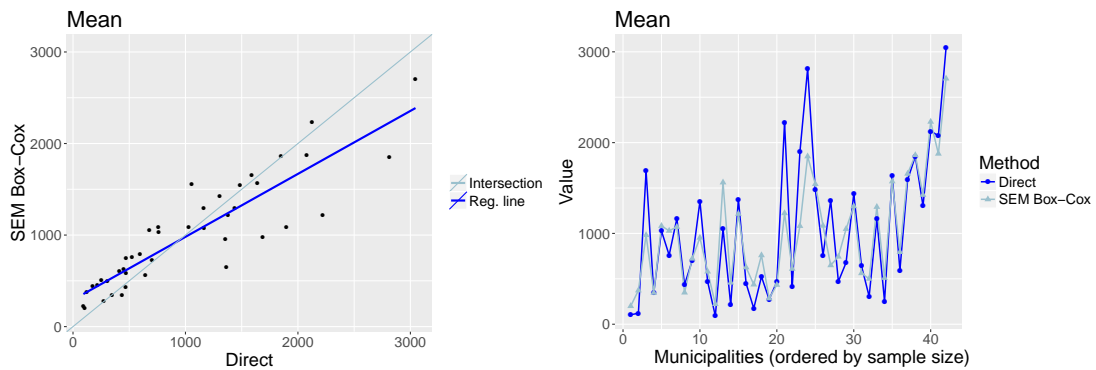 Mean
SEM Box−Cox
3000
2000
1000
0
0 1000 2000 3000
Direct
Intersection
Reg. line
Mean
Value
3000
2000
1000
0
0 10 20 30 40
Municipalities (ordered by sample size)
Method
Direct
SEM Box−Cox